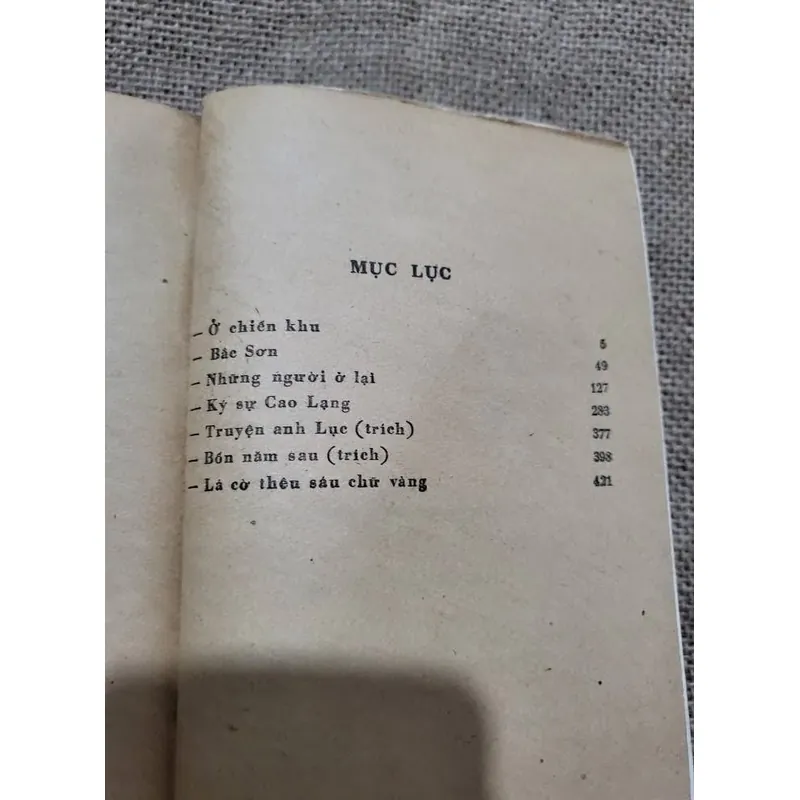 MỤC LỤC
– Ở chiến khu 5
– Bắc Sơn 49
– Những người ở lại 127
– Ký sự Cao Lạng 283
– Truyện anh Lục (trích) 377
– Bốn năm sau (trích) 398
– Lá cờ thêu sáu chữ vàng 421